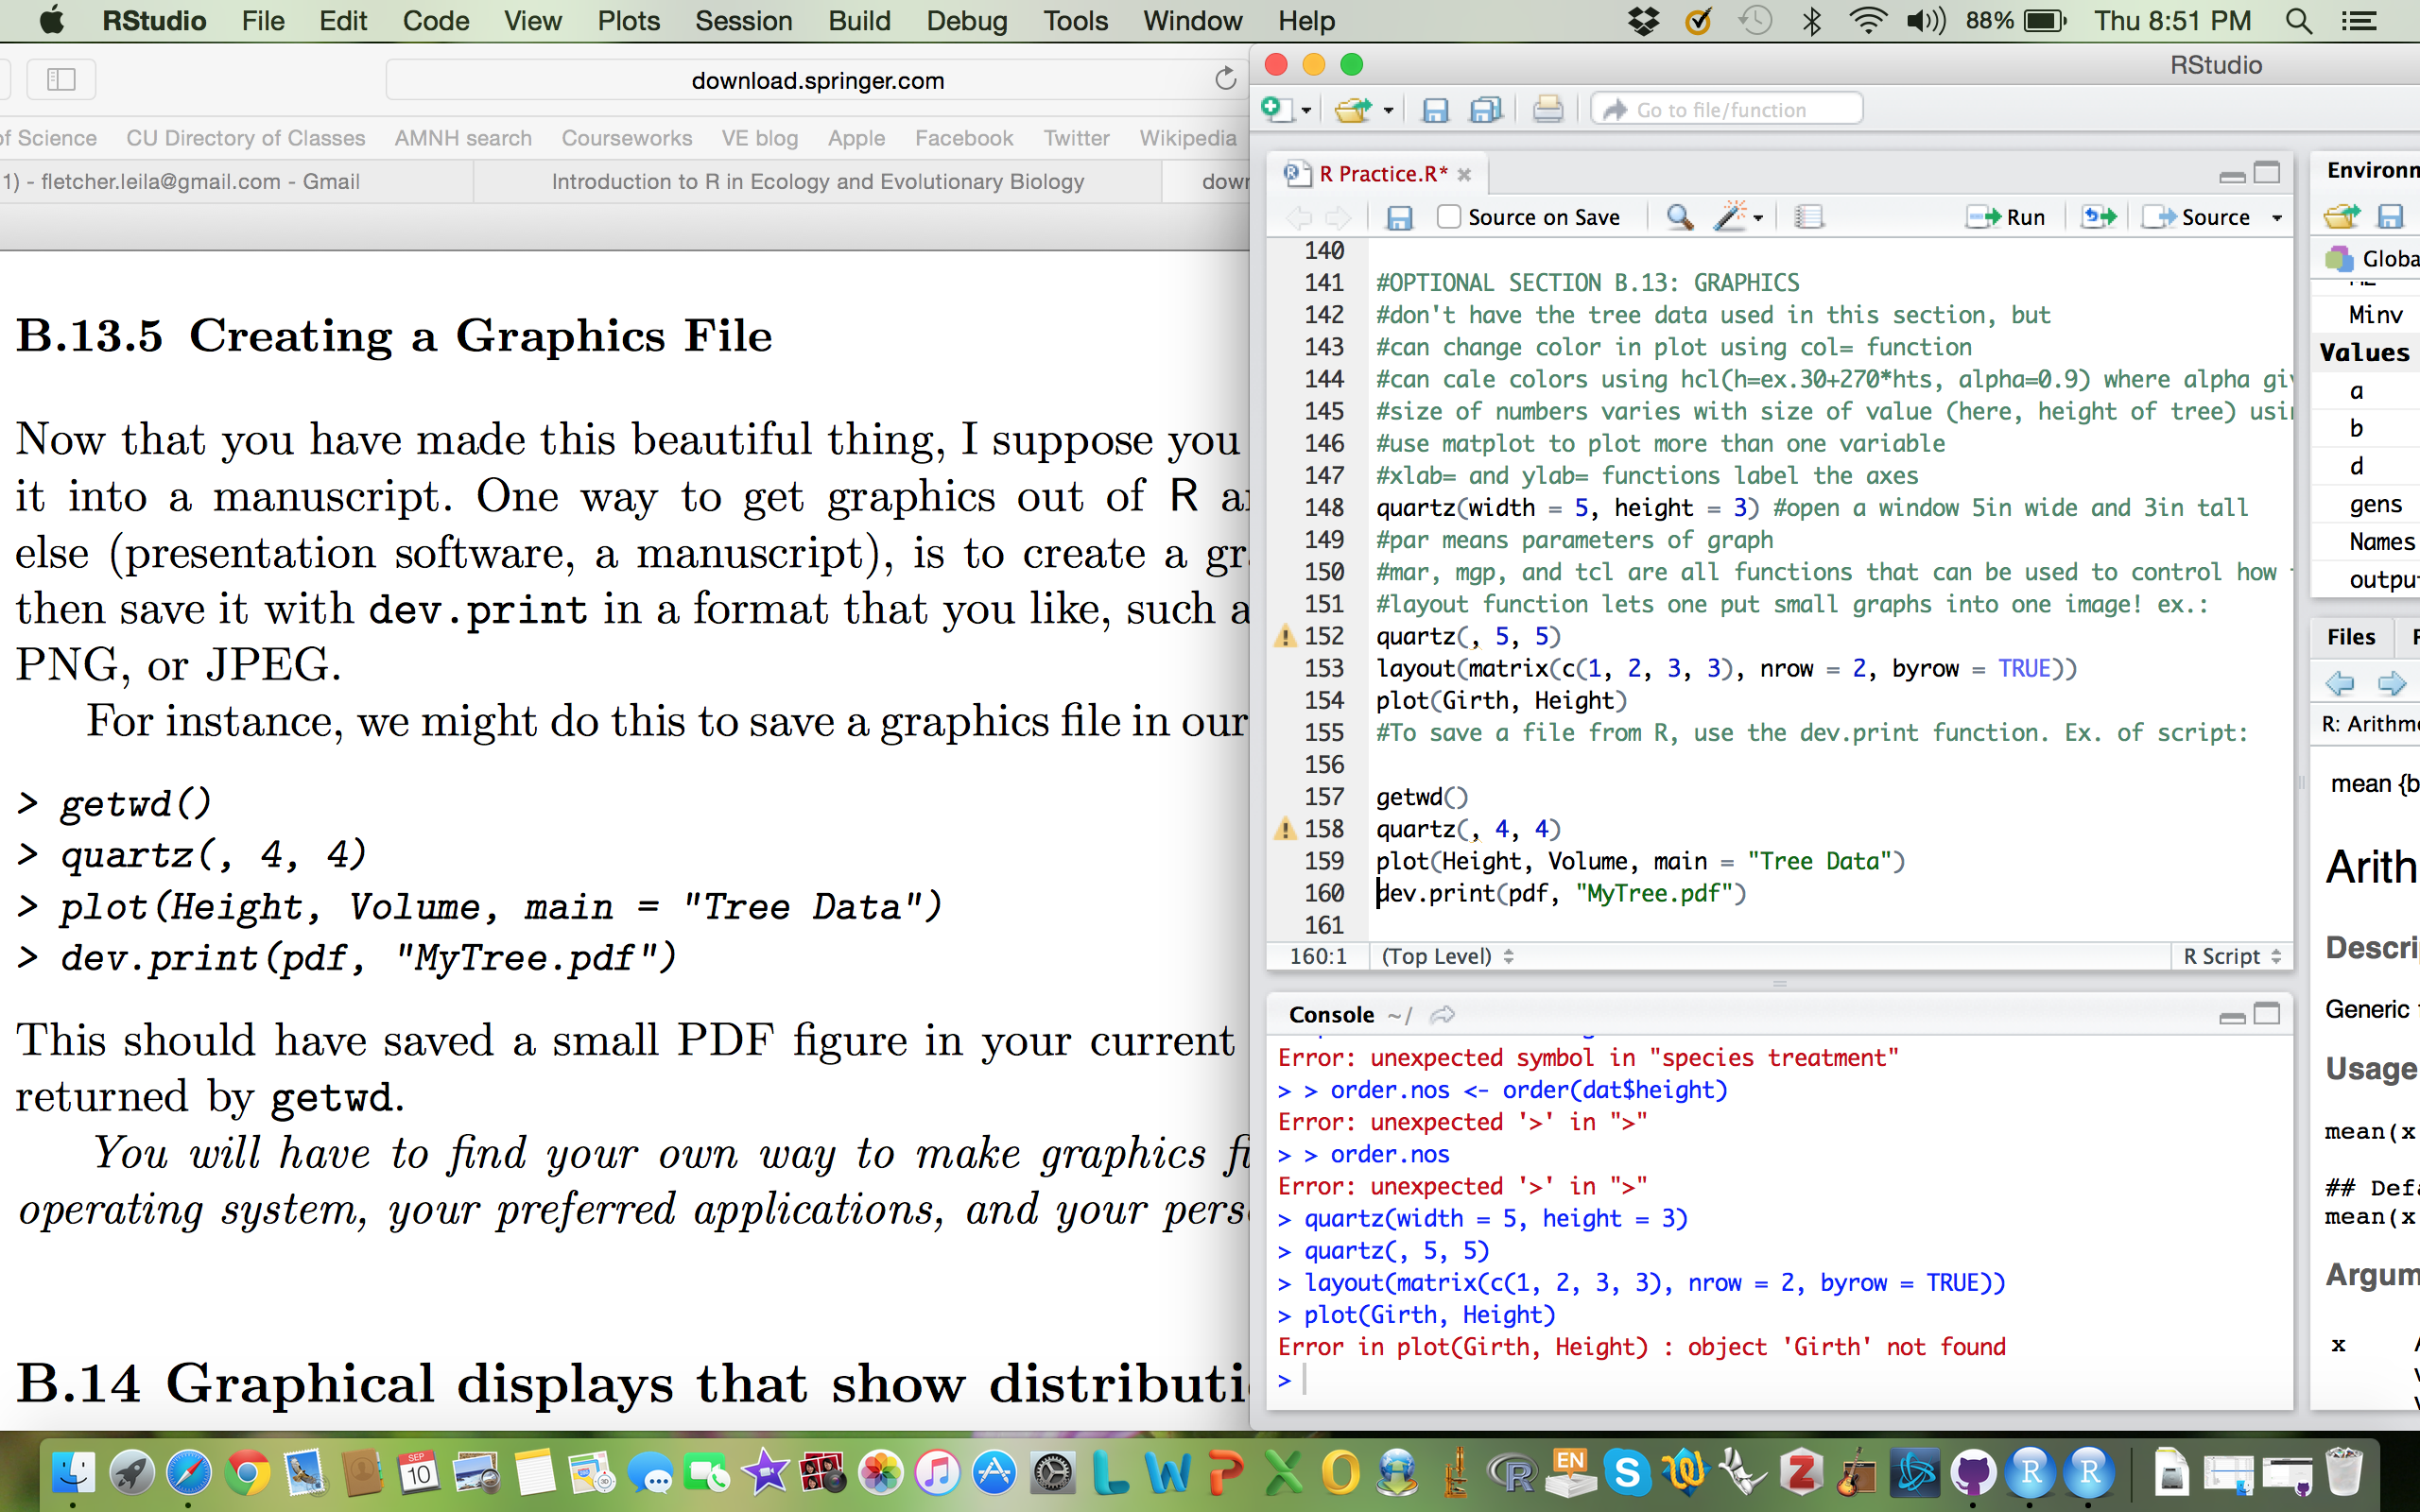 RStudio File Edit Code View Plots Session Build Debug Tools Window Help 88% Thu 8:51 PM
download.springer.com
of Science CU Directory of Classes AMNH search Courseworks VE blog Apple Facebook Twitter Wikipedia
1) - fletcher.leila@gmail.com - Gmail Introduction to R in Ecology and Evolutionary Biology
B.13.5 Creating a Graphics File
Now that you have made this beautiful thing, I suppose you
it into a manuscript. One way to get graphics out of R
else (presentation software, a manuscript), is to create a
then save it with dev.print in a format that you like, such
PNG, or JPEG.
For instance, we might do this to save a graphics file in our
> getwd()
> quartz(, 4, 4)
> plot(Height, Volume, main = "Tree Data")
> dev.print(pdf, "MyTree.pdf")
This should have saved a small PDF figure in your current
returned by getwd.
You will have to find your own way to make graphics
operating system, your preferred applications, and your
B.14 Graphical displays that show
RStudio
Go to file/function
R Practice.R*
Source on Save Run Source
140
141 #OPTIONAL SECTION B.13: GRAPHICS
142 #don't have the tree data used in this section, but
143 #can change color in plot using col= function
144 #can cale colors using hcl(h=ex.30+270*hts, alpha=0.9) where alpha
145 #size of numbers varies with size of value (here, height of tree)
146 #use matplot to plot more than one variable
147 #xlab= and ylab= functions label the axes
148 quartz(width = 5, height = 3) #open a window 5in wide and 3in tall
149 #par means parameters of graph
150 #mar, mgp, and tcl are all functions that can be used to control how
151 #layout function lets one put small graphs into one image! ex.:
152 quartz(, 5, 5)
153 layout(matrix(c(1, 2, 3, 3), nrow = 2, byrow = TRUE))
154 plot(Girth, Height)
155 #To save a file from R, use the dev.print function. Ex. of script:
156
157 getwd()
158 quartz(, 4, 4)
159 plot(Height, Volume, main = "Tree Data")
160 dev.print(pdf, "MyTree.pdf")
161
160:1 (Top Level) R Script
Console ~/
Error: unexpected symbol in "species treatment"
> > order.nos <- order(dat$height)
Error: unexpected '>' in ">"
> > order.nos
Error: unexpected '>' in ">"
> quartz(width = 5, height = 3)
> quartz(, 5, 5)
> layout(matrix(c(1, 2, 3, 3), nrow = 2, byrow = TRUE))
> plot(Girth, Height)
Error in plot(Girth, Height) : object 'Girth' not found
>
Minv
Values
a
b
d
gens
Names
Files
R:
mean
Usage
mean(x
##
mean(x
x
SEP
10
EN